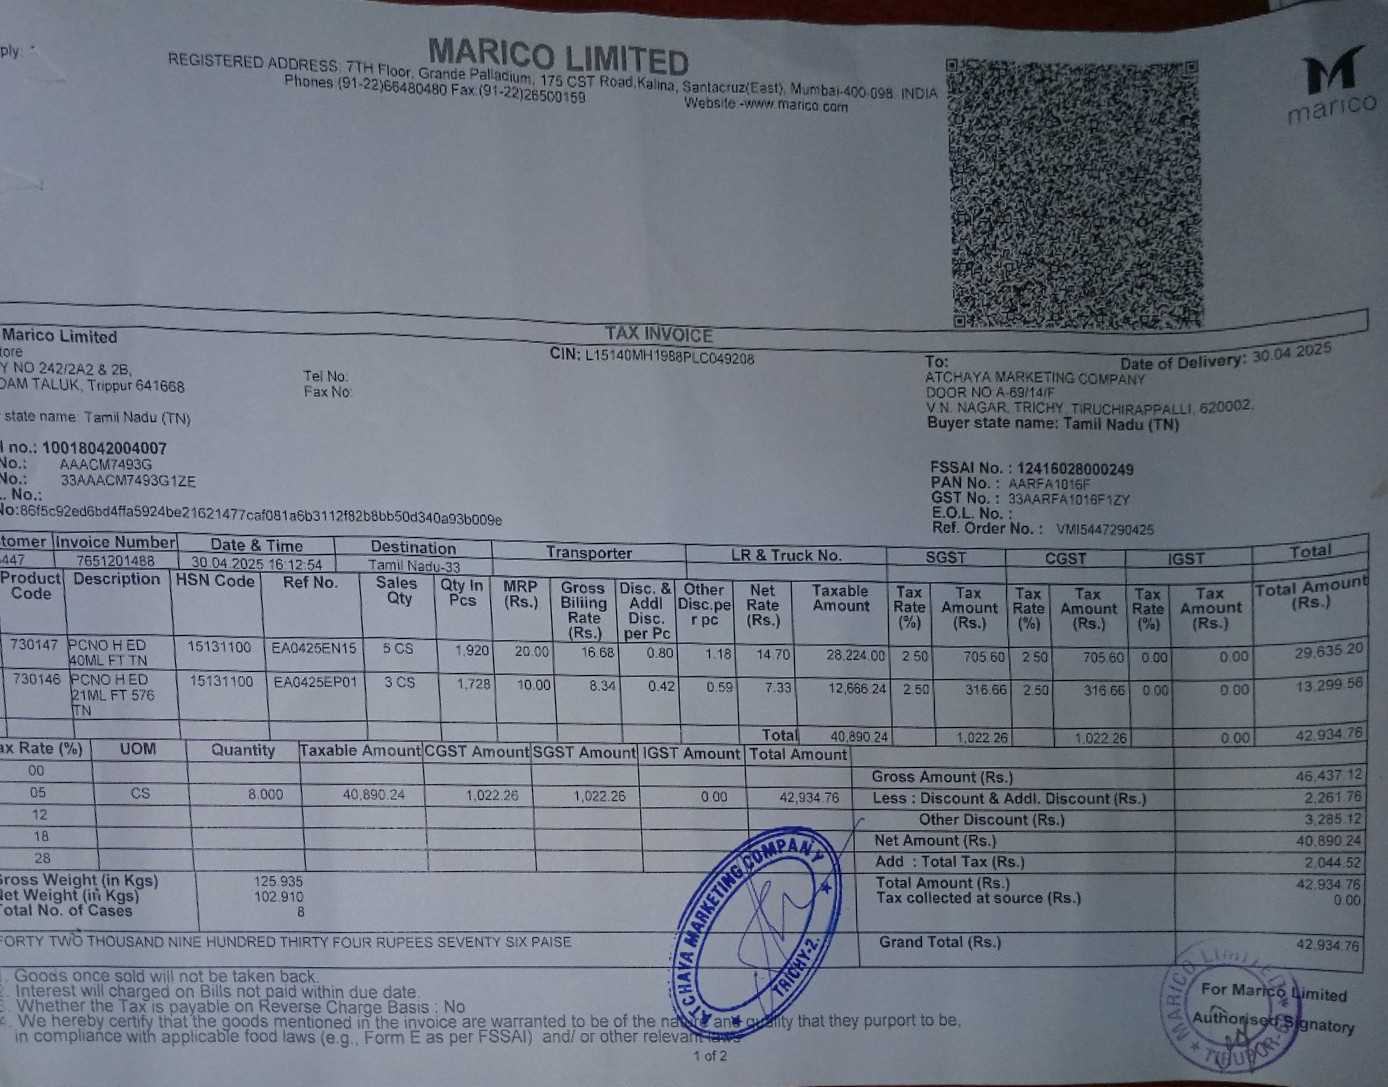 ply:
MARICO LIMITED
REGISTERED ADDRESS: 7TH Floor, Grande Palladium, 175 CST Road,Kalina, Santacruz(East), Mumbai-400 098. INDIA
Phones (91-22)66480480 Fax (91-22)26500159 Website:-www.marico.com
marico
TAX INVOICE
CIN; L15140MH1988PLC049208
Marico Limited
tore
Y NO 242/2A2 & 2B,
DAM TALUK, Trippur 641668
state name: Tamil Nadu (TN)
Tel No:
Fax No:
To: Date of Delivery: 30.04 2025
ATCHAYA MARKETING COMPANY
DOOR NO A-69/14/F
V.N. NAGAR, TRICHY, TIRUCHIRAPPALLI, 620002.
Buyer state name: Tamil Nadu (TN)
l no.: 10018042004007
No.: AAACM7493G
No.: 33AAACM7493G1ZE
. No.:
No:86f5c92ed6bd4ffa5924be21621477caf081a6b3112f82b8bb50d340a93b009e
FSSAI No. : 12416028000249
PAN No. : AARFA1016F
GST No. : 33AARFA1016F1ZY
E.O.L. No. :
Ref. Order No. : VMI5447290425
tomer Invoice Number Date & Time Destination Transporter LR & Truck No. SGST CGST IGST Total
447 7651201488 30.04.2025 16:12:54 Tamil Nadu-33
Product Code Description HSN Code Ref No. Sales Qty Qty In Pcs MRP (Rs.) Gross Billing Rate (Rs.) Disc. & Addl Disc. per Pc Other Disc.pe r pc Net Rate (Rs.) Taxable Amount Tax Rate (%) Tax Amount (Rs.) Tax Rate (%) Tax Amount (Rs.) Tax Rate (%) Tax Amount (Rs.) Total Amount (Rs.)
730147 PCNO H ED 15131100 EA0425EN15 5 CS 1,920 20.00 16.68 0.80 1.18 14.70 28,224.00 2.50 705.60 2.50 705.60 0.00 0.00 29,635.20
40ML FT TN
730146 PCNO H ED 15131100 EA0425EP01 3 CS 1,728 10.00 8.34 0.42 0.59 7.33 12,666.24 2.50 316.66 2.50 316.66 0.00 0.00 13,299.56
21ML FT 576
TN
Total 40,890.24 1,022.26 1,022.26 0.00 42,934.76
ax Rate (%) UOM Quantity Taxable Amount CGST Amount SGST Amount IGST Amount Total Amount
00
05 CS 8.000 40,890.24 1,022.26 1,022.26 0.00 42,934.76
12
18
28
Gross Amount (Rs.) 46,437.12
Less : Discount & Addl. Discount (Rs.) 2,261.76
Other Discount (Rs.) 3,285.12
Net Amount (Rs.) 40,890.24
Add : Total Tax (Rs.) 2,044.52
Total Amount (Rs.) 42,934.76
Tax collected at source (Rs.) 0.00
Gross Weight (in Kgs) 125.935
Net Weight (in Kgs) 102.910
Total No. of Cases 8
FORTY TWO THOUSAND NINE HUNDRED THIRTY FOUR RUPEES SEVENTY SIX PAISE
Grand Total (Rs.) 42,934.76
. Goods once sold will not be taken back.
. Interest will charged on Bills not paid within due date.
. Whether the Tax is payable on Reverse Charge Basis : No
. We hereby certify that the goods mentioned in the invoice are warranted to be of the nature and quality that they purport to be,
in compliance with applicable food laws (e.g., Form E as per FSSAI) and/ or other relevant laws
1 of 2
ATCHAYA MARKETING COMPANY
TRICHY-2.
For Marico Limited
Authorised Signatory
MARICO LIMITED